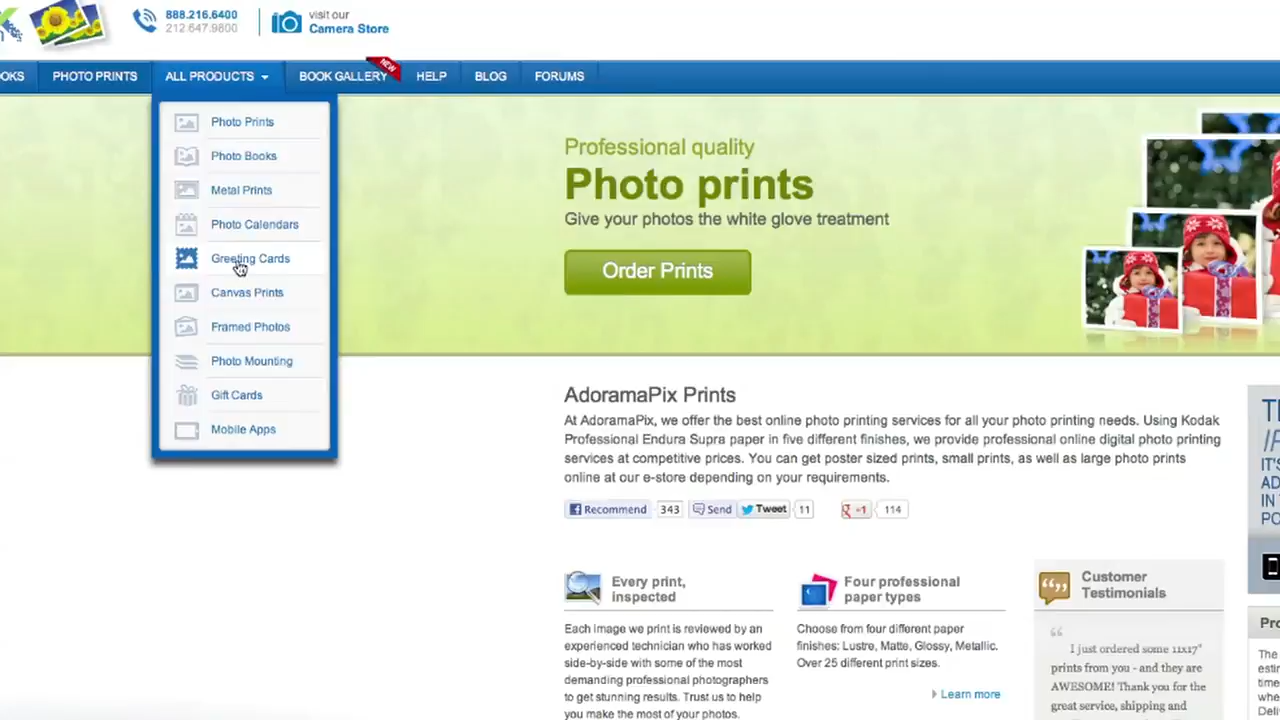 888.216.6400
212.647.9800
visit our
Camera Store
OKS
PHOTO PRINTS
ALL PRODUCTS
BOOK GALLERY
NEW
HELP
BLOG
FORUMS
Photo Prints
Photo Books
Metal Prints
Photo Calendars
Greeting Cards
Canvas Prints
Framed Photos
Photo Mounting
Gift Cards
Mobile Apps
Professional quality
Photo prints
Give your photos the white glove treatment
Order Prints
AdoramaPix Prints
At AdoramaPix, we offer the best online photo printing services for all your photo printing needs. Using Kodak
Professional Endura Supra paper in five different finishes, we provide professional online digital photo printing
services at competitive prices. You can get poster sized prints, small prints, as well as large photo prints
online at our e-store depending on your requirements.
Recommend 343 Send Tweet 11 +1 114
Every print,
inspected
Each image we print is reviewed by an
experienced technician who has worked
side-by-side with some of the most
demanding professional photographers
to get stunning results. Trust us to help
you make the most of your photos.
Four professional
paper types
Choose from four different paper
finishes: Lustre, Matte, Glossy, Metallic.
Over 25 different print sizes.
Learn more
Customer
Testimonials
I just ordered some 11x17"
prints from you - and they are
AWESOME! Thank you for the
great service, shipping and
IT'S
AD
IN T
PO
Pro
The
esti
time
whe
Deli